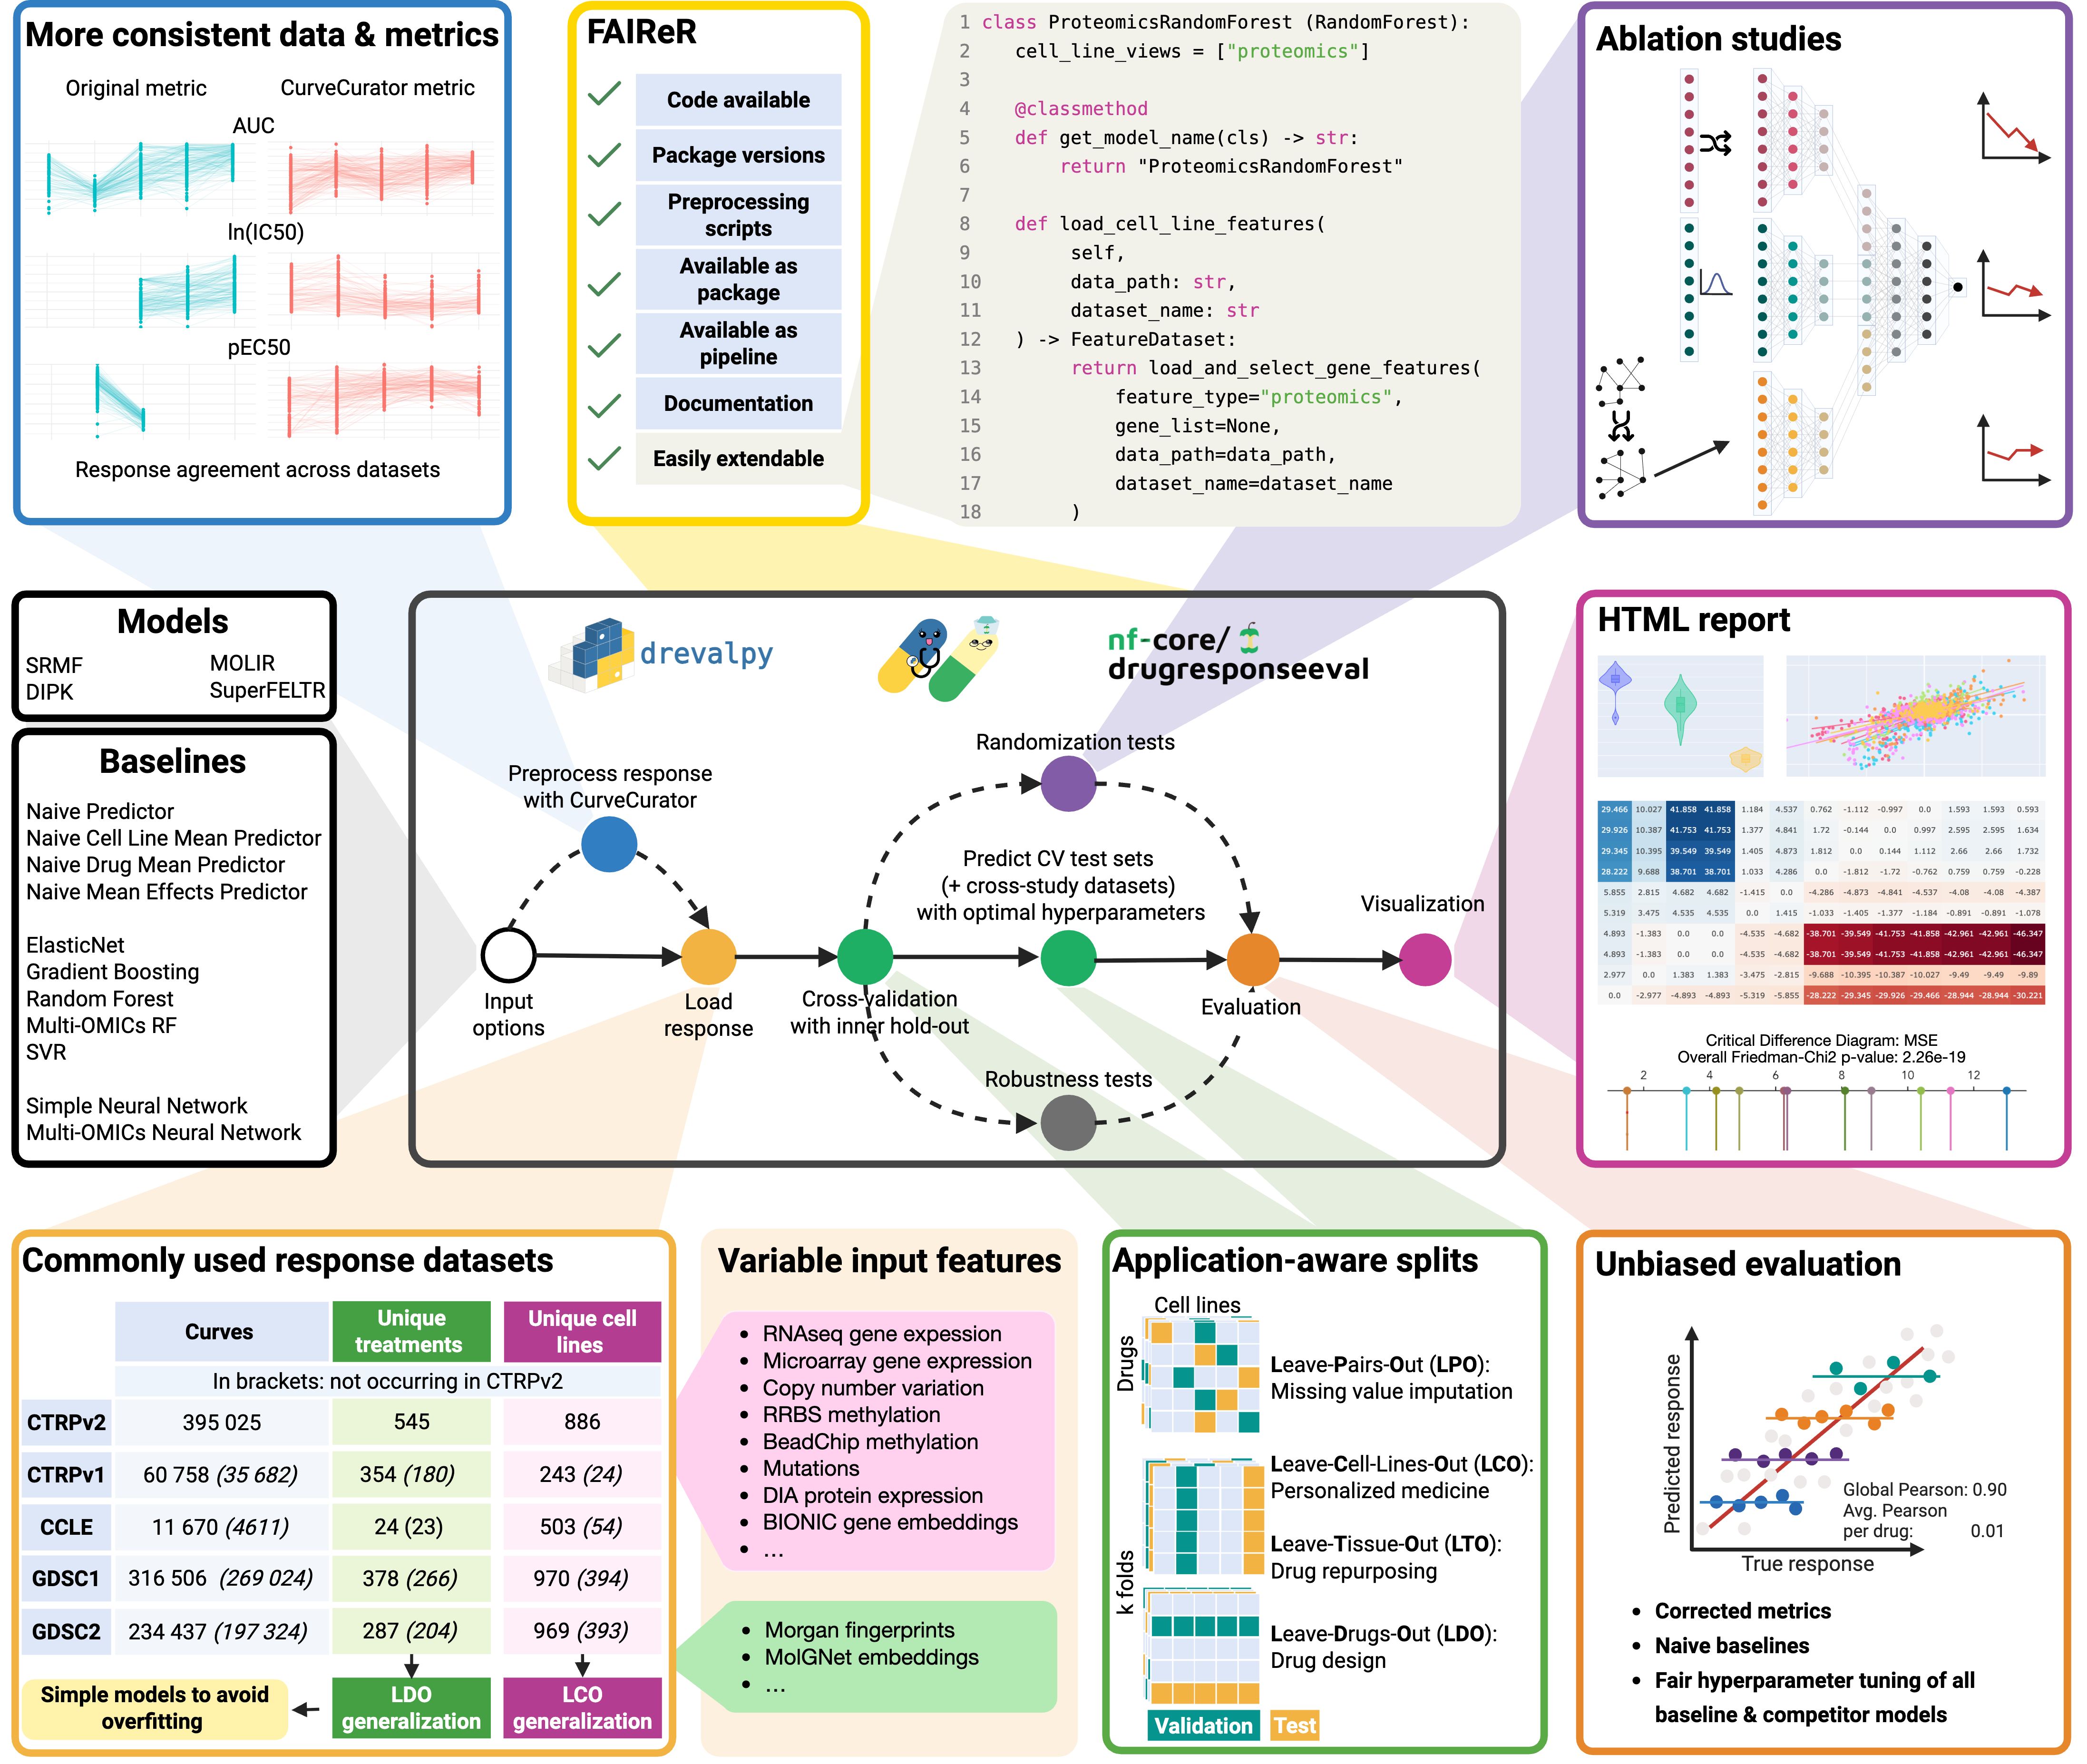 More consistent data & metrics
Original metric
CurveCurator metric
AUC
ln(IC50)
pEC50
Response agreement across datasets
FAIReR
Code available
Package versions
Preprocessing
scripts
Available as
package
Available as
pipeline
Documentation
Easily extendable
1 class ProteomicsRandomForest (RandomForest):
2 cell_line_views = ["proteomics"]
3
4 @classmethod
5 def get_model_name(cls) -> str:
6 return "ProteomicsRandomForest"
7
8 def load_cell_line_features(
9 self,
10 data_path: str,
11 dataset_name: str
12 ) -> FeatureDataset:
13 return load_and_select_gene_features(
14 feature_type="proteomics",
15 gene_list=None,
16 data_path=data_path,
17 dataset_name=dataset_name
18 )
Ablation studies
Models
SRMF MOLIR
DIPK SuperFELTR
Baselines
Naive Predictor
Naive Cell Line Mean Predictor
Naive Drug Mean Predictor
Naive Mean Effects Predictor
ElasticNet
Gradient Boosting
Random Forest
Multi-OMICs RF
SVR
Simple Neural Network
Multi-OMICs Neural Network
drevalpy
nf-core/
drugresponseeval
Randomization tests
Preprocess response
with CurveCurator
Predict CV test sets
(+ cross-study datasets)
with optimal hyperparameters
Visualization
Input
options
Load
response
Cross-validation
with inner hold-out
Evaluation
Robustness tests
HTML report
29.466 10.027 41.858 41.858 1.184 4.537 0.762 -1.112 -0.997 0.0 1.593 1.593 0.593
29.926 10.387 41.753 41.753 1.377 4.841 1.72 -0.144 0.0 0.997 2.595 2.595 1.634
29.345 10.395 39.549 39.549 1.405 4.873 1.812 0.0 0.144 1.112 2.66 2.66 1.732
28.222 9.688 38.701 38.701 1.033 4.286 0.0 -1.812 -1.72 -0.762 0.759 0.759 -0.228
5.855 2.815 4.682 4.682 -1.415 0.0 -4.286 -4.873 -4.841 -4.537 -4.08 -4.08 -4.387
5.319 3.475 4.535 4.535 0.0 1.415 -1.033 -1.405 -1.377 -1.184 -0.891 -0.891 -1.078
4.893 -1.383 0.0 0.0 -4.535 -4.682 -38.701 -39.549 -41.753 -41.858 -42.961 -42.961 -46.347
4.893 -1.383 0.0 0.0 -4.535 -4.682 -38.701 -39.549 -41.753 -41.858 -42.961 -42.961 -46.347
2.977 0.0 1.383 1.383 -3.475 -2.815 -9.688 -10.395 -10.387 -10.027 -9.49 -9.49 -9.89
0.0 -2.977 -4.893 -4.893 -5.319 -5.855 -28.222 -29.345 -29.926 -29.466 -28.944 -28.944 -30.221
Critical Difference Diagram: MSE
Overall Friedman-Chi2 p-value: 2.26e-19
2 4 6 8 10 12
Commonly used response datasets
Curves
Unique
treatments
Unique cell
lines
In brackets: not occurring in CTRPv2
CTRPv2 395 025 545 886
CTRPv1 60 758 (35 682) 354 (180) 243 (24)
CCLE 11 670 (4611) 24 (23) 503 (54)
GDSC1 316 506 (269 024) 378 (266) 970 (394)
GDSC2 234 437 (197 324) 287 (204) 969 (393)
Simple models to avoid
overfitting
LDO
generalization
LCO
generalization
Variable input features
• RNAseq gene expession
• Microarray gene expression
• Copy number variation
• RRBS methylation
• BeadChip methylation
• Mutations
• DIA protein expression
• BIONIC gene embeddings
• ...
• Morgan fingerprints
• MolGNet embeddings
• ...
Application-aware splits
Cell lines
Drugs
Leave-Pairs-Out (LPO):
Missing value imputation
k folds
Leave-Cell-Lines-Out (LCO):
Personalized medicine
Leave-Tissue-Out (LTO):
Drug repurposing
Leave-Drugs-Out (LDO):
Drug design
Validation
Test
Unbiased evaluation
Predicted response
Global Pearson: 0.90
Avg. Pearson
per drug: 0.01
True response
• Corrected metrics
• Naive baselines
• Fair hyperparameter tuning of all
baseline & competitor models